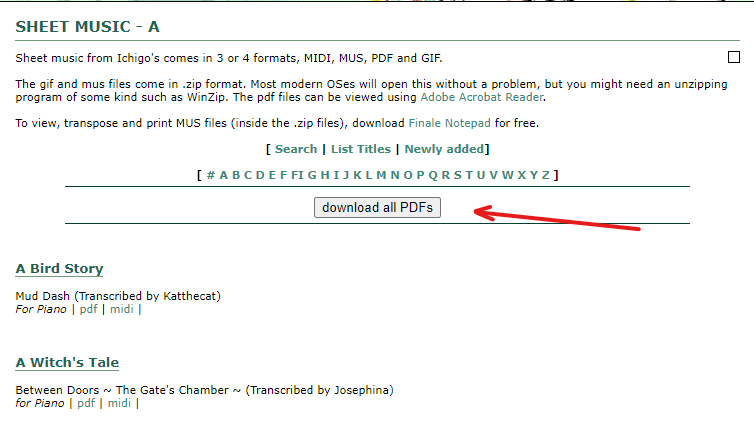 SHEET MUSIC - A
Sheet music from Ichigo's comes in 3 or 4 formats, MIDI, MUS, PDF and GIF.
The gif and mus files come in .zip format. Most modern OSes will open this without a problem, but you might need an unzipping
program of some kind such as WinZip. The pdf files can be viewed using Adobe Acrobat Reader.
To view, transpose and print MUS files (inside the .zip files), download Finale Notepad for free.
[ Search | List Titles | Newly added]
[ # A B C D E F FI G H I J K L M N O P Q R S T U V W X Y Z ]
download all PDFs
A Bird Story
Mud Dash (Transcribed by Katthecat)
For Piano | pdf | midi |
A Witch's Tale
Between Doors ~ The Gate's Chamber ~ (Transcribed by Josephina)
for Piano | pdf | midi |